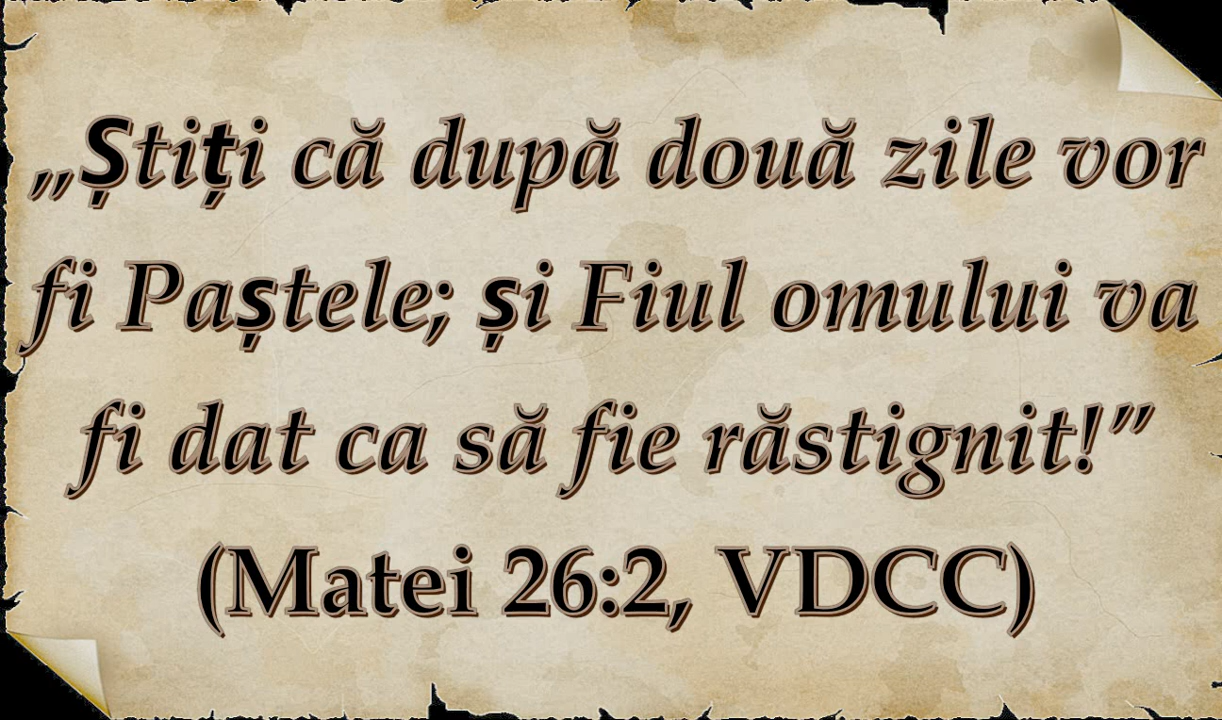 „Știți că după două zile vor
fi Paștele; și Fiul omului va
fi dat ca să fie răstignit!”
(Matei 26:2, VDCC)